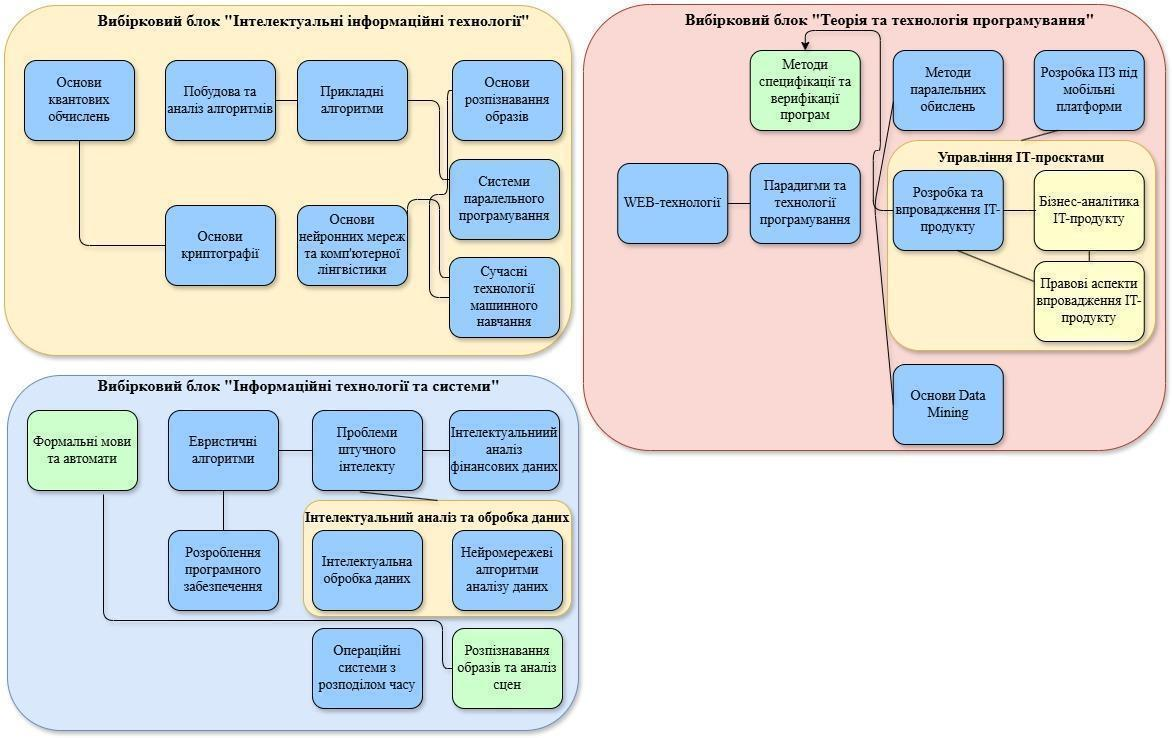 Вибірковий блок "Інтелектуальні інформаційні технології"
Основи
квантових
обчислень
Побудова та
аналіз алгоритмів
Прикладні
алгоритми
Основи
розпізнавання
образів
Системи
паралельного
програмування
Основи
криптографії
Основи
нейронних мереж
та комп'ютерної
лінгвістики
Сучасні
технології
машинного
навчання
Вибірковий блок "Теорія та технологія програмування"
Методи
специфікації та
верифікації
програм
Методи
паралельних
обислень
Розробка ПЗ під
мобільні
платформи
WEB-технології
Парадигми та
технології
програмування
Управління ІТ-проєктами
Розробка та
впровадження ІТ-
продукту
Бізнес-аналітика
ІТ-продукту
Правові аспекти
впровадження ІТ-
продукту
Основи Data
Mining
Вибірковий блок "Інформаційні технології та системи"
Формальні мови
та автомати
Евристичні
алгоритми
Проблеми
штучного
інтелекту
Інтелектуальниий
аналіз
фінансових даних
Розроблення
програмного
забезпечення
Інтелектуальний аналіз та обробка даних
Інтелектуальна
обробка даних
Нейромережеві
алгоритми
аналізу даних
Операційні
системи з
розподілом часу
Розпізнавання
образів та аналіз
сцен